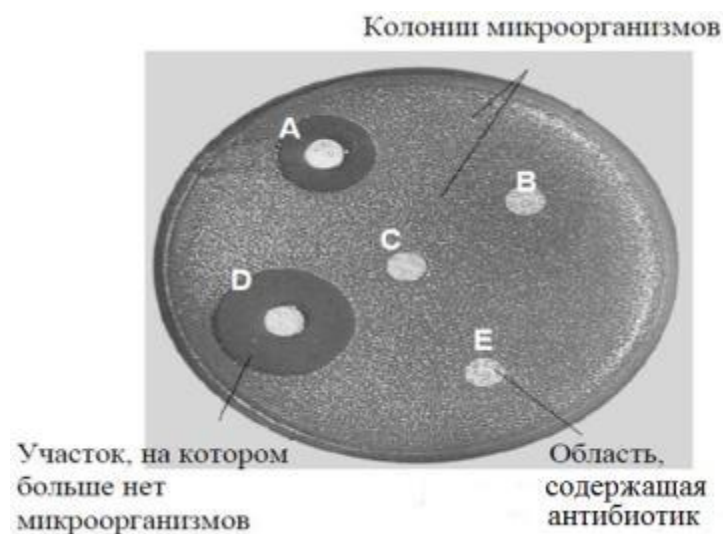 Колонии микроорганизмов
A
B
C
D
E
Участок, на котором
больше нет
микроорганизмов
Область,
содержащая
антибиотик